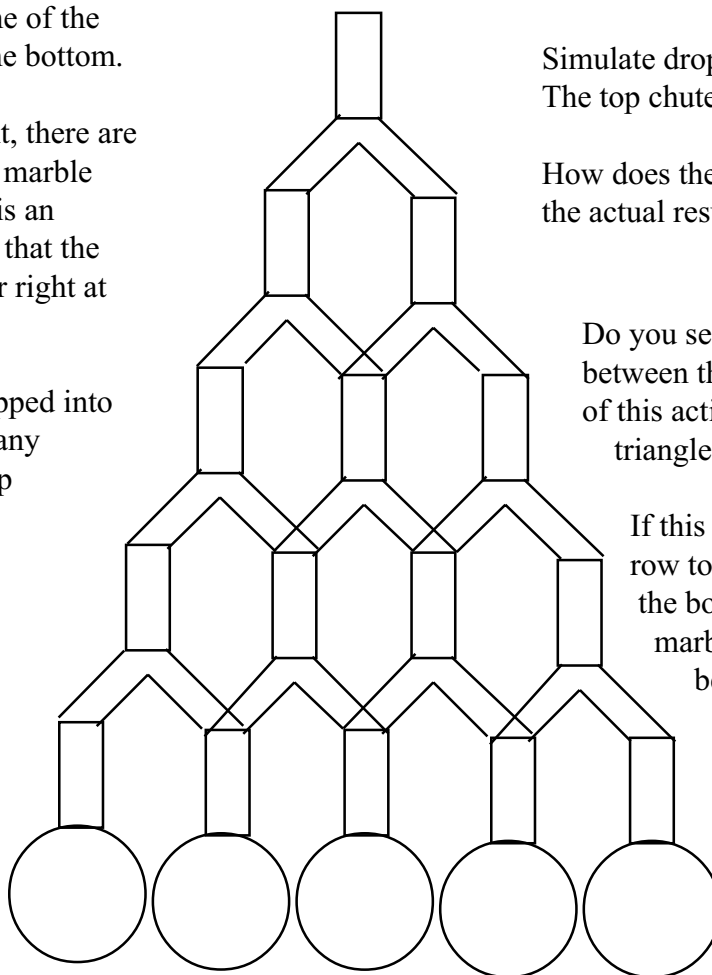 ne of the
ne bottom.
t, there are
marble
is an
that the
r right at
pped into
any
p
Simulate drop
The top chute
How does the
the actual res
Do you se
between th
of this acti
triangle
If this
row to
the bo
marb
be